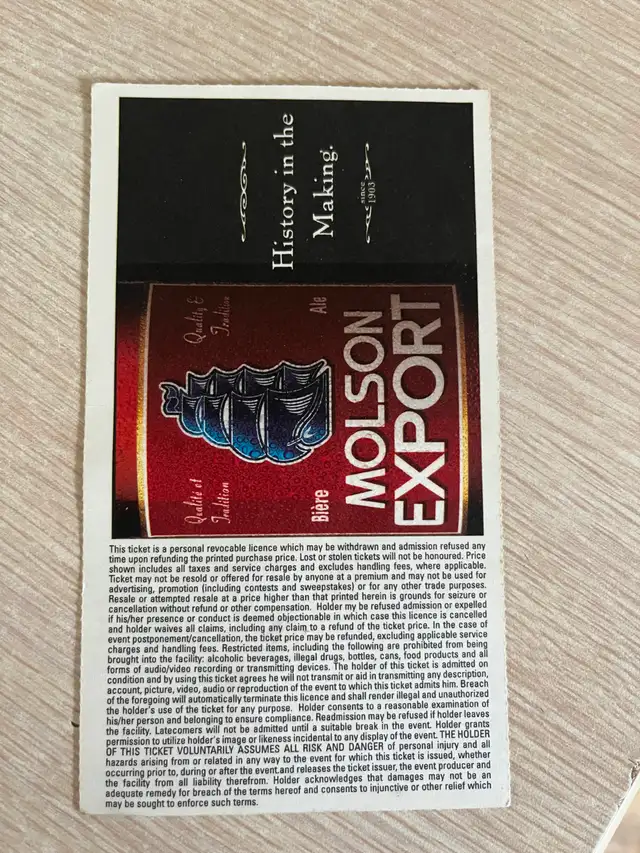 History in the
Making.
since
1903
Quality &
Tradition
Ale
Qualité et
Tradition
Bière
MOLSON
EXPORT
This ticket is a personal revocable licence which may be withdrawn and admission refused any
time upon refunding the printed purchase price. Lost or stolen tickets will not be honoured. Price
shown includes all taxes and service charges and excludes handling fees, where applicable.
Ticket may not be resold or offered for resale by anyone at a premium and may not be used for
advertising, promotion (including contests and sweepstakes) or for any other trade purposes.
Resale or attempted resale at a price higher than that printed herein is grounds for seizure or
cancellation without refund or other compensation. Holder my be refused admission or expelled
if his/her presence or conduct is deemed objectionable in which case this licence is cancelled
and holder waives all claims, including any claim to a refund of the ticket price. In the case of
event postponement/cancellation, the ticket price may be refunded, excluding applicable service
charges and handling fees. Restricted items, including the following are prohibited from being
brought into the facility: alcoholic beverages, illegal drugs, bottles, cans, food products and all
forms of audio/video recording or transmitting devices. The holder of this ticket is admitted on
condition and by using this ticket agrees he will not transmit or aid in transmitting any description,
account, picture, video, audio or reproduction of the event to which this ticket admits him. Breach
of the foregoing will automatically terminate this licence and shall render illegal and unauthorized
the holder's use of the ticket for any purpose. Holder consents to a reasonable examination of
his/her person and belonging to ensure compliance. Readmission may be refused if holder leaves
the facility. Latecomers will not be admitted until a suitable break in the event. Holder grants
permission to utilize holder's image or likeness incidental to any display of the event. THE HOLDER
OF THIS TICKET VOLUNTARILY ASSUMES ALL RISK AND DANGER of personal injury and all
hazards arising from or related in any way to the event for which this ticket is issued, whether
occurring prior to, during or after the event.and releases the ticket issuer, the event producer and
the facility from all liability therefrom. Holder acknowledges that damages may not be an
adequate remedy for breach of the terms hereof and consents to injunctive or other relief which
may be sought to enforce such terms.